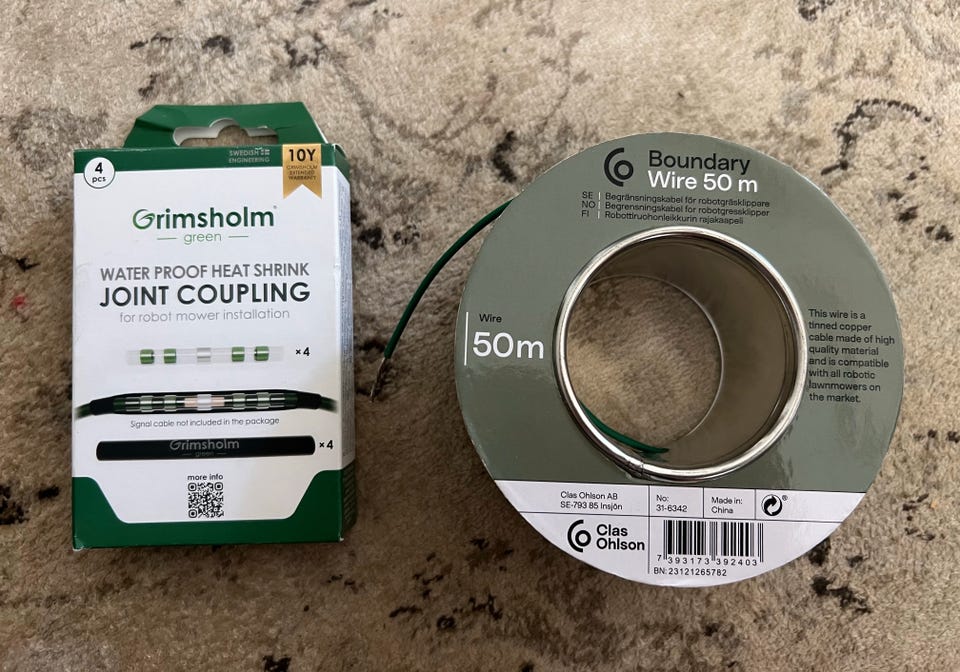 4
pcs
SWEDISH
ENGINEERING
10Y
GRIMSHOLM
EXTENDED
WARRANTY
Grimsholm®
green
WATER PROOF HEAT SHRINK
JOINT COUPLING
for robot mower installation
×4
Signal cable not included in the package
Grimsholm
green
×4
more info
Boundary
Wire 50 m
SE | Begränsningskabel för robotgräsklippare
NO | Begrensningskabel for robotgressklipper
FI | Robottiruohonleikkurin rajakaapeli
Wire
50m
This wire is a
tinned copper
cable made of high
quality material
and is compatible
with all robotic
lawnmowers on
the market.
Clas Ohlson AB
SE-793 85 Insjön
No:
31-6342
Made in:
China
®
Clas
Ohlson
7 393173 392403
BN: 23121265782